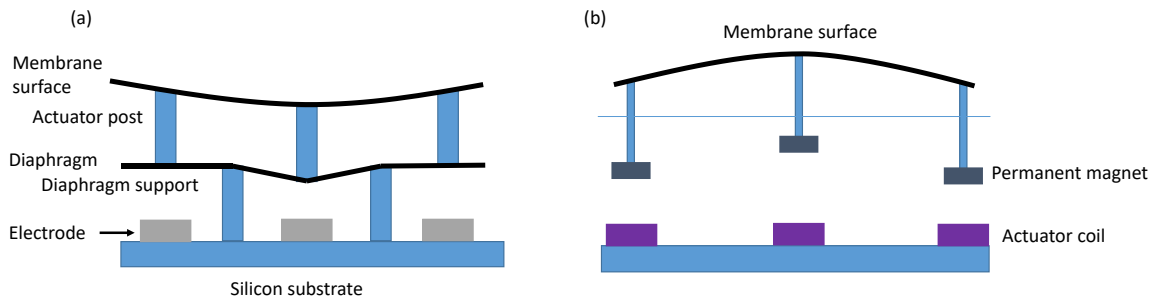 (a)
Membrane
surface
Actuator post
Diaphragm
Diaphragm support
Electrode
Silicon substrate
(b)
Membrane surface
Permanent magnet
Actuator coil